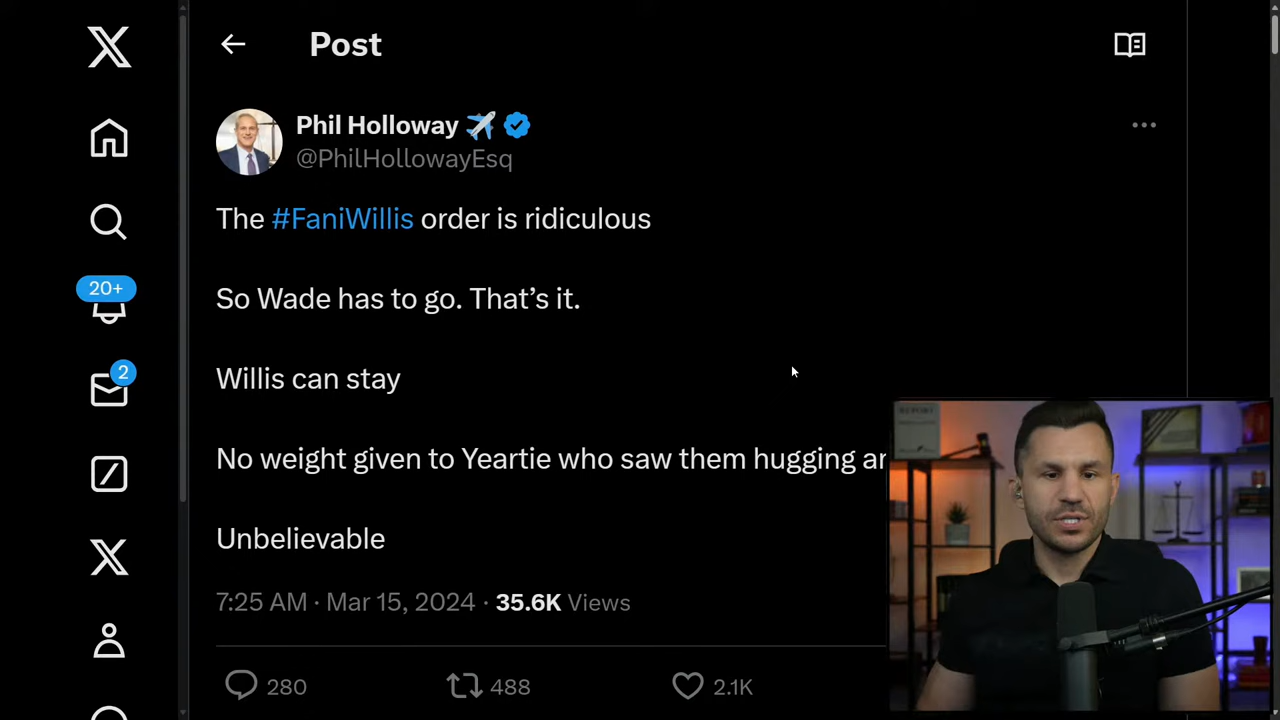 Post
Phil Holloway
@PhilHollowayEsq
The #FaniWillis order is ridiculous
So Wade has to go. That’s it.
20+
Willis can stay
2
No weight given to Yeartie who saw them hugging
Unbelievable
7:25 AM · Mar 15, 2024 · 35.6K Views
280 488 2.1K